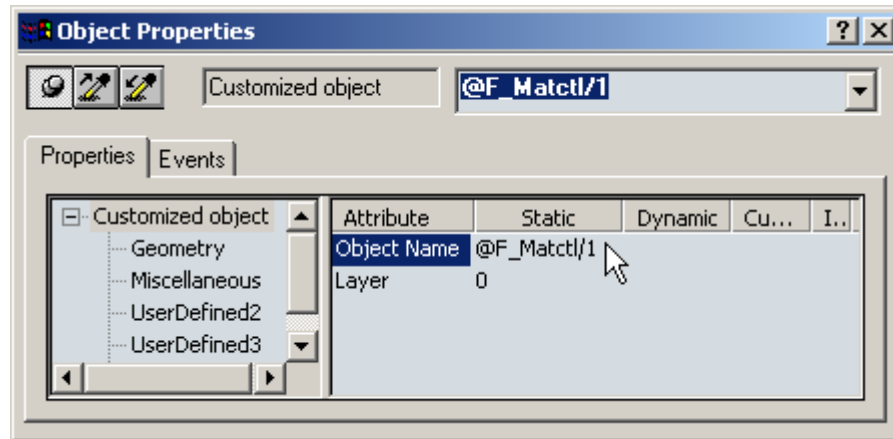 Object Properties
Customized object @F_Matctl/1
Properties Events
Customized object
Geometry
Miscellaneous
UserDefined2
UserDefined3
Attribute Static Dynamic Cu... I..
Object Name @F_Matctl/1
Layer 0